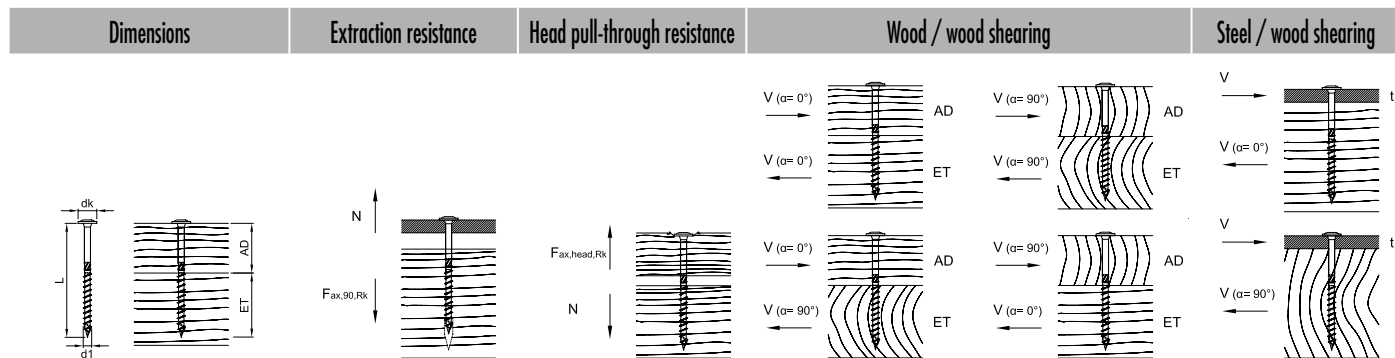 Dimensions
Extraction resistance
Head pull-through resistance
Wood / wood shearing
Steel / wood shearing
dk
L
d1
AD
ET
N
Fax,90,Rk
Fax,head,Rk
N
V (α= 0°)
V (α= 0°)
AD
ET
V (α= 90°)
V (α= 90°)
AD
ET
V (α= 0°)
V (α= 90°)
AD
ET
V (α= 90°)
V (α= 0°)
AD
ET
V
t
V (α= 0°)
V
t
V (α= 90°)